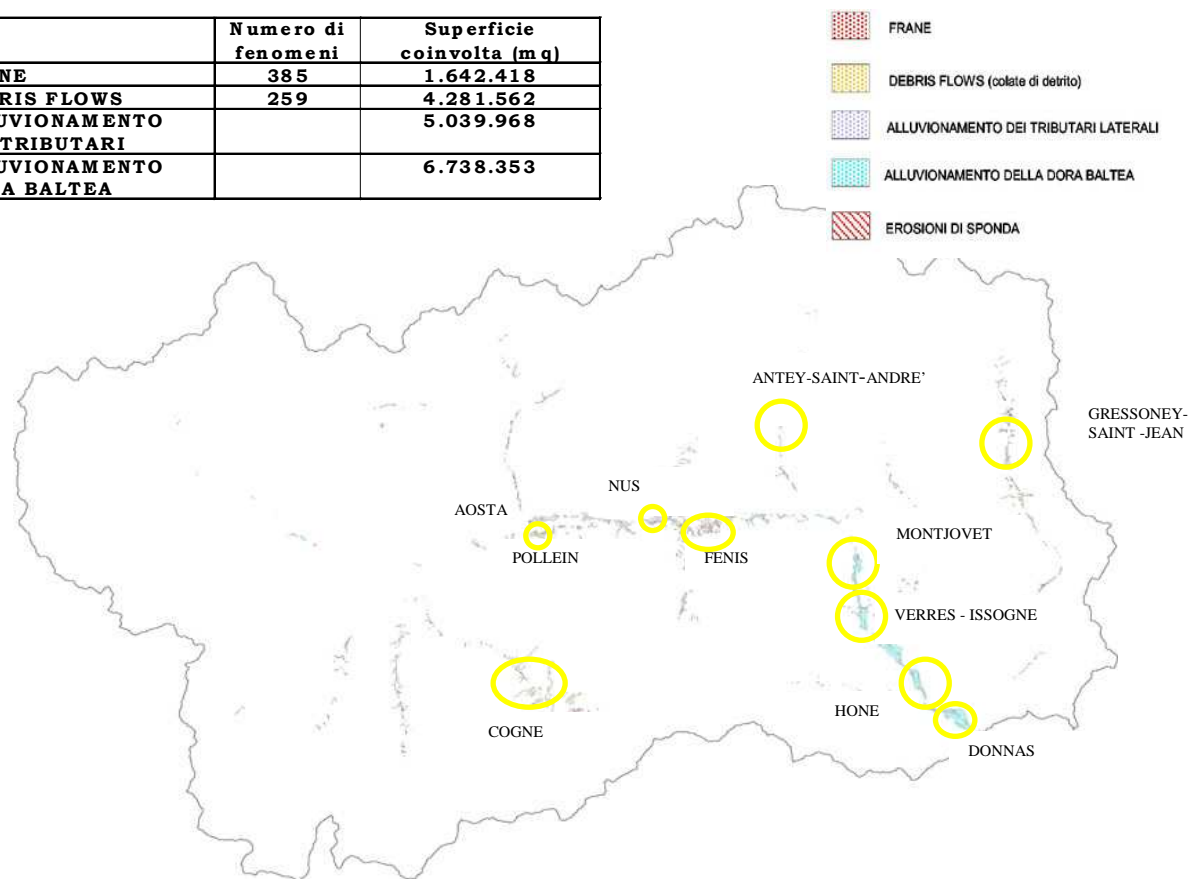 Numero di Superficie
fenomeni coinvolta (mq)
NE 385 1.642.418
RIS FLOWS 259 4.281.562
UVIONAMENTO 5.039.968
TRIBUTARI
UVIONAMENTO 6.738.353
A BALTEA
FRANE
DEBRIS FLOWS (colate di detrito)
ALLUVIONAMENTO DEI TRIBUTARI LATERALI
ALLUVIONAMENTO DELLA DORA BALTEA
EROSIONI DI SPONDA
ANTEY-SAINT-ANDRE'
GRESSONEY-
SAINT -JEAN
NUS
AOSTA
MONTJOVET
POLLEIN
FENIS
VERRES - ISSOGNE
HONE
COGNE
DONNAS